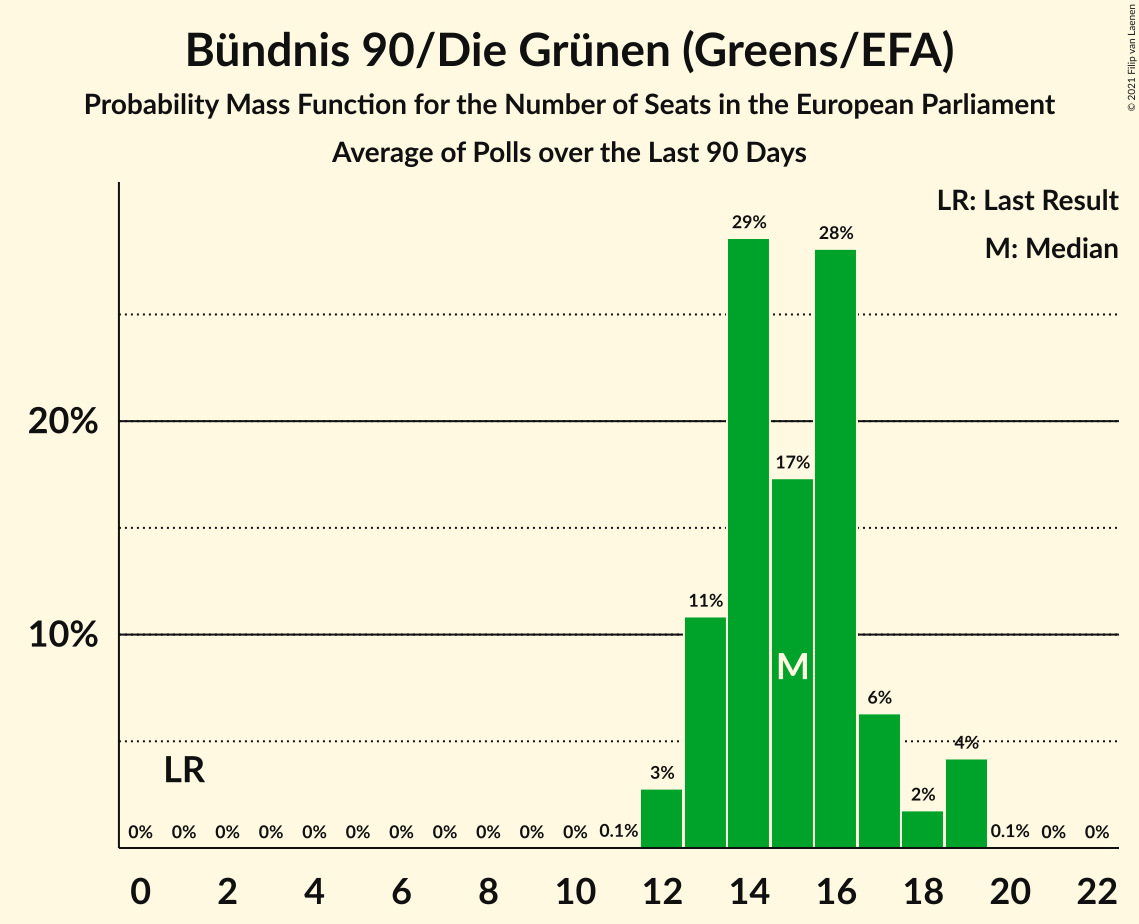 Bündnis 90/Die Grünen (Greens/EFA)
Probability Mass Function for the Number of Seats in the European Parliament
Average of Polls over the Last 90 Days
© 2021 Filip van Laenen
LR: Last Result
M: Median
29%
28%
20%
17%
11%
10%
M
6%
4%
LR
3%
2%
0% 0% 0% 0% 0% 0% 0% 0% 0% 0% 0% 0.1% 0.1% 0% 0%
0 2 4 6 8 10 12 14 16 18 20 22